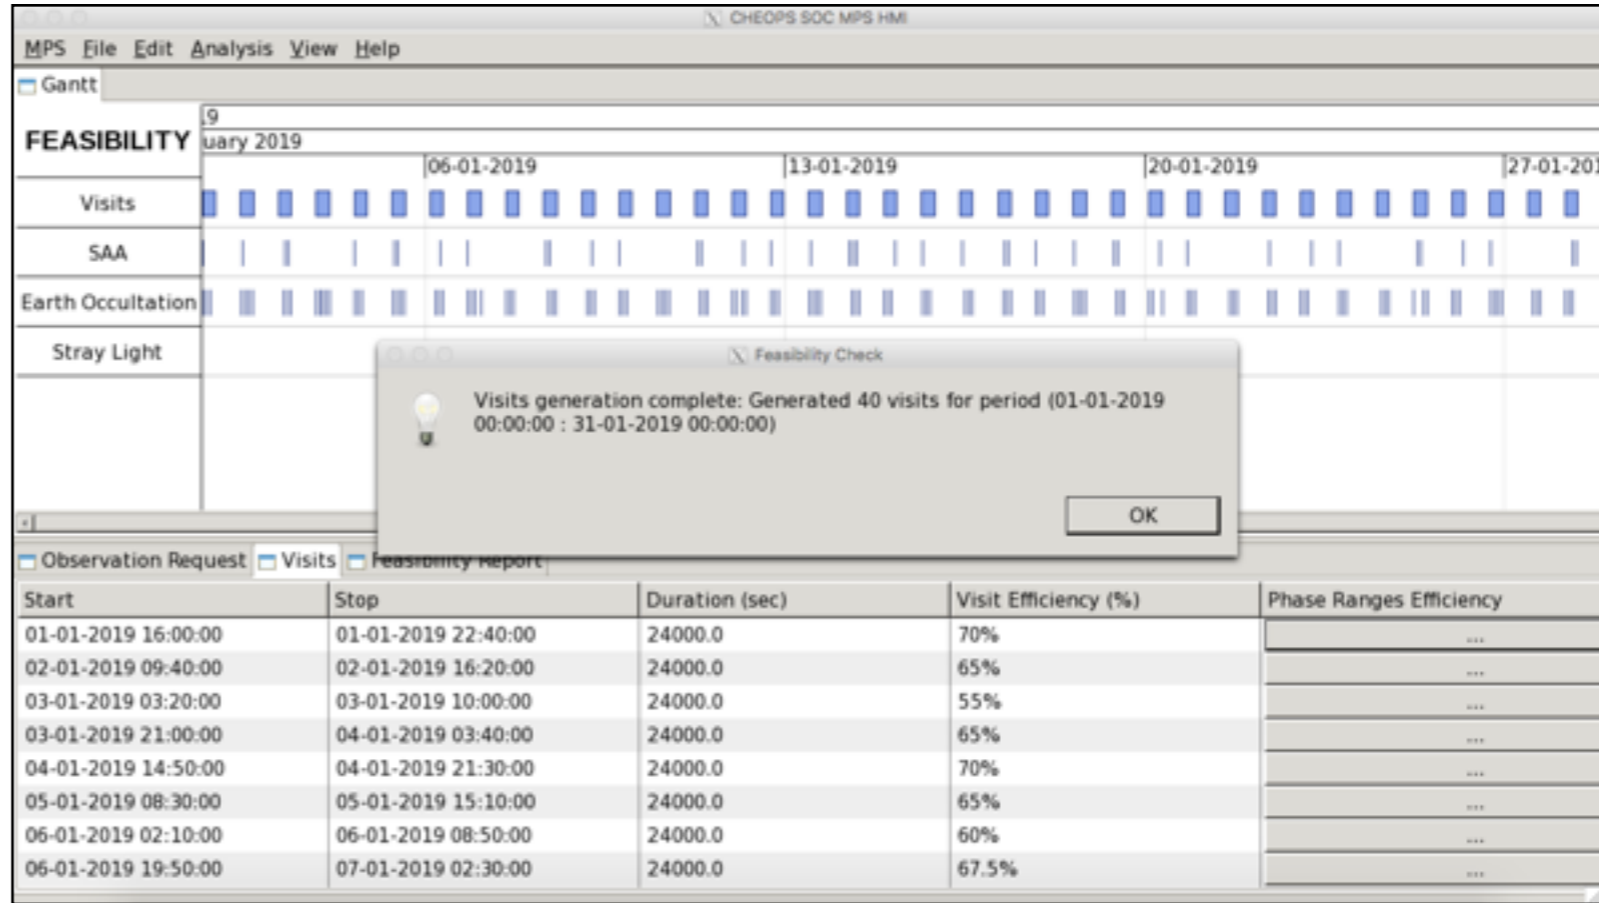 CHEOPS SOC MPS HMI
MPS File Edit Analysis View Help
Gantt
FEASIBILITY
.9
uary 2019
06-01-2019 13-01-2019 20-01-2019 27-01-201
Visits
SAA
Earth Occultation
Stray Light
Feasibility Check
Visits generation complete: Generated 40 visits for period (01-01-2019
00:00:00 : 31-01-2019 00:00:00)
OK
Observation Request Visits Feasibility Report
Start Stop Duration (sec) Visit Efficiency (%) Phase Ranges Efficiency
01-01-2019 16:00:00 01-01-2019 22:40:00 24000.0 70% ...
02-01-2019 09:40:00 02-01-2019 16:20:00 24000.0 65% ...
03-01-2019 03:20:00 03-01-2019 10:00:00 24000.0 55% ...
03-01-2019 21:00:00 04-01-2019 03:40:00 24000.0 65% ...
04-01-2019 14:50:00 04-01-2019 21:30:00 24000.0 70% ...
05-01-2019 08:30:00 05-01-2019 15:10:00 24000.0 65% ...
06-01-2019 02:10:00 06-01-2019 08:50:00 24000.0 60% ...
06-01-2019 19:50:00 07-01-2019 02:30:00 24000.0 67.5% ...